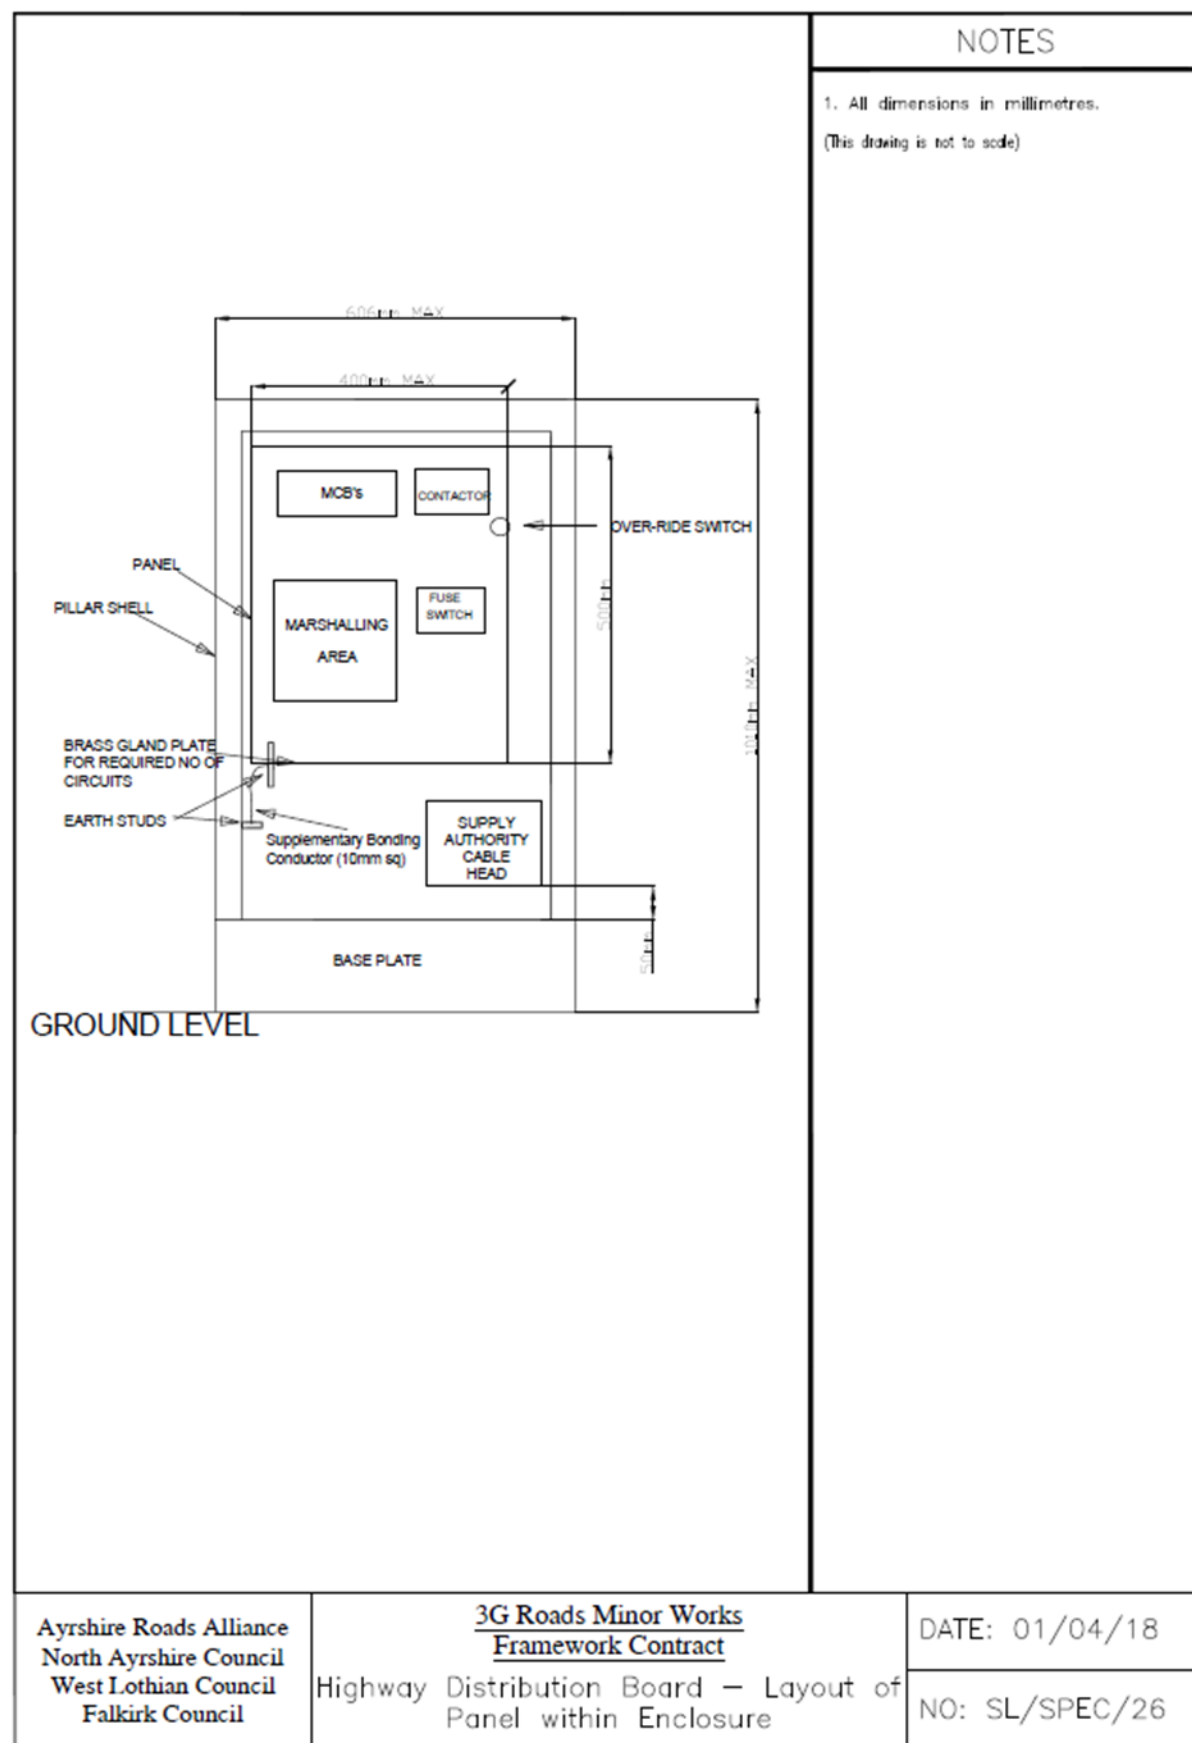 NOTES
1. All dimensions in millimetres.
(This drawing is not to scale)
606mm MAX
400mm MAX
MCB's
CONTACTOR
OVER-RIDE SWITCH
PANEL
PILLAR SHELL
FUSE
SWITCH
500mm
MARSHALLING
AREA
1010mm MAX
BRASS GLAND PLATE
FOR REQUIRED NO OF
CIRCUITS
EARTH STUDS
Supplementary Bonding
Conductor (10mm sq)
SUPPLY
AUTHORITY
CABLE
HEAD
50mm
BASE PLATE
GROUND LEVEL
Ayrshire Roads Alliance
North Ayrshire Council
West Lothian Council
Falkirk Council
3G Roads Minor Works
Framework Contract
Highway Distribution Board – Layout of
Panel within Enclosure
DATE: 01/04/18
NO: SL/SPEC/26